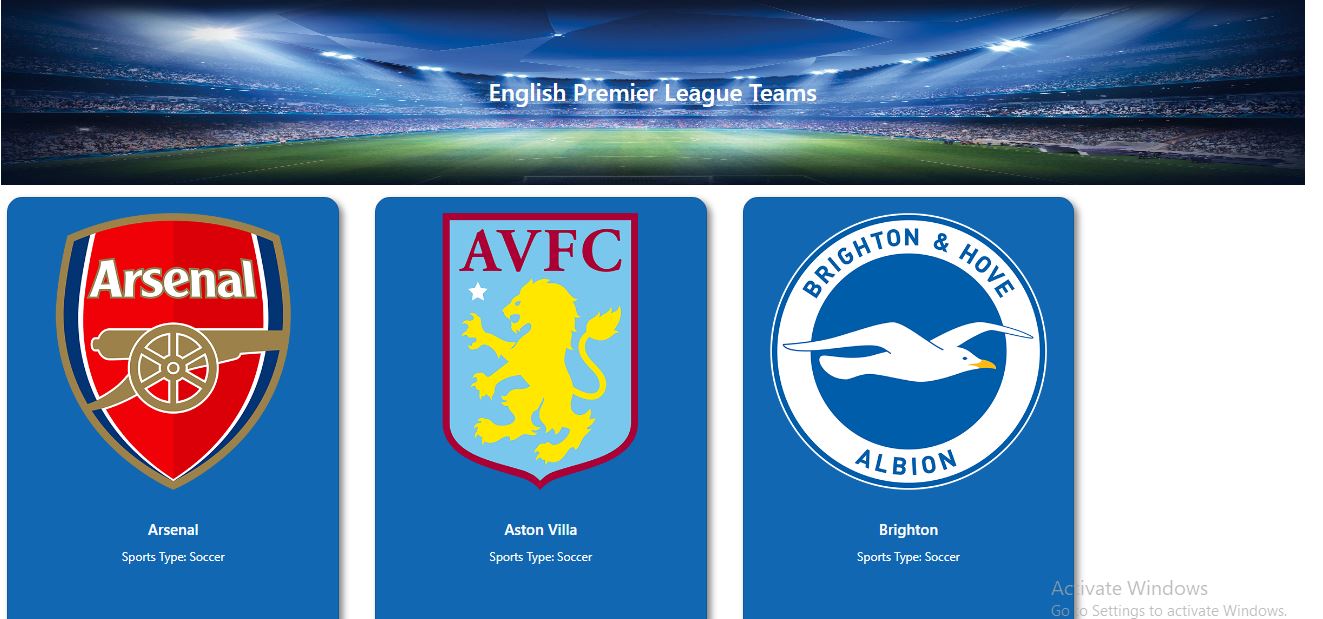 English Premier League Teams
Arsenal
AVFC
BRIGHTON & HOVE
ALBION
Arsenal
Sports Type: Soccer
Aston Villa
Sports Type: Soccer
Brighton
Sports Type: Soccer
Activate Windows
Go to Settings to activate Windows.